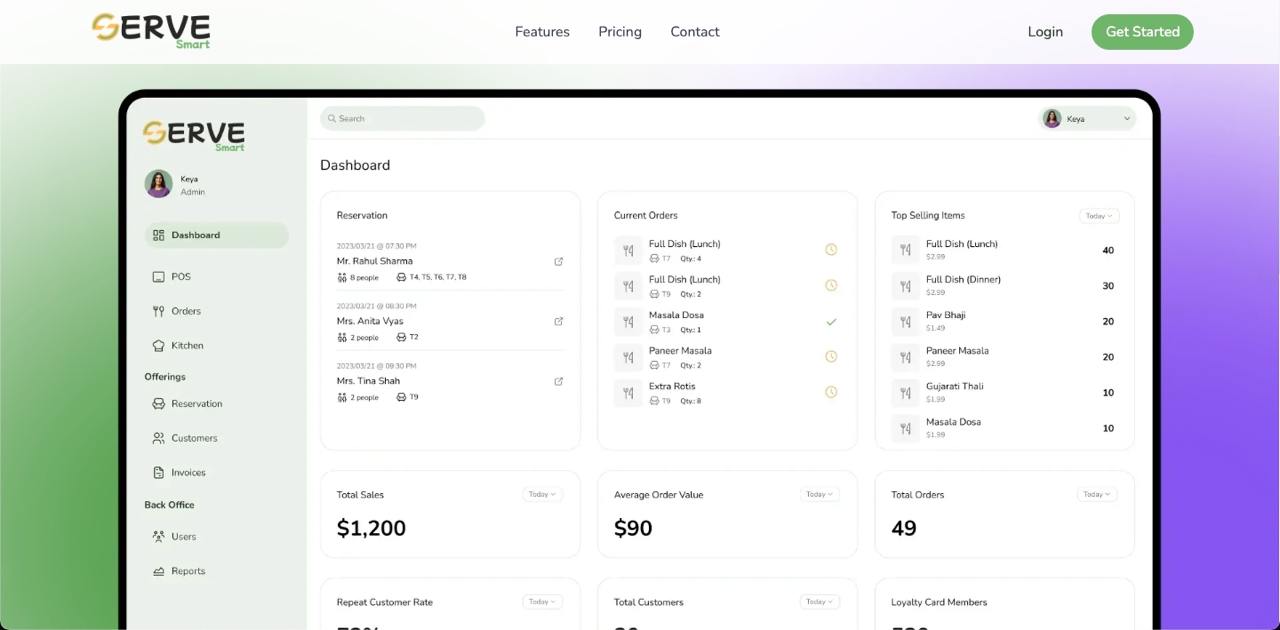 SERVE
Smart
Features
Pricing
Contact
Login
Get Started
SERVE
Smart
Keya
Admin
Dashboard
POS
Orders
Kitchen
Offerings
Reservation
Customers
Invoices
Back Office
Users
Reports
Search
Keya
Dashboard
Reservation
2023/03/21 @ 07:30 PM
Mr. Rahul Sharma
8 people T4, T5, T6, T7, T8
2023/03/21 @ 08:30 PM
Mrs. Anita Vyas
2 people T2
2023/03/21 @ 09:30 PM
Mrs. Tina Shah
2 people T9
Current Orders
Full Dish (Lunch)
T7 Qty.: 4
Full Dish (Lunch)
T9 Qty.: 2
Masala Dosa
T3 Qty.: 1
Paneer Masala
T7 Qty.: 2
Extra Rotis
T9 Qty.: 8
Top Selling Items Today
Full Dish (Lunch) 40
$2.99
Full Dish (Dinner) 30
$2.99
Pav Bhaji 20
$1.49
Paneer Masala 20
$2.99
Gujarati Thali 10
$1.99
Masala Dosa 10
$1.99
Total Sales Today
$1,200
Average Order Value Today
$90
Total Orders Today
49
Repeat Customer Rate Today
Total Customers Today
Loyalty Card Members